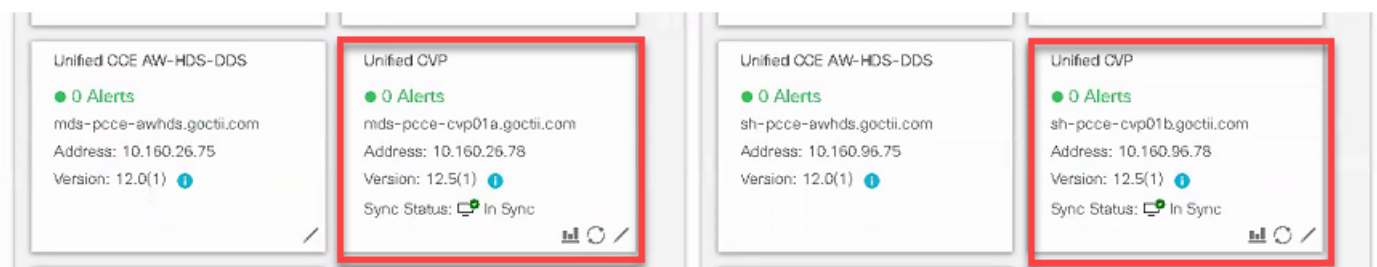 Unified CCE AW-HDS-DDS
0 Alerts
mds-pcce-awhds.goctii.com
Address: 10.160.26.75
Version: 12.0(1)
Unified CVP
0 Alerts
mds-pcce-cvp01a.goctii.com
Address: 10.160.26.78
Version: 12.5(1)
Sync Status: In Sync
Unified CCE AW-HDS-DDS
0 Alerts
sh-pcce-awhds.goctii.com
Address: 10.160.96.75
Version: 12.0(1)
Unified CVP
0 Alerts
sh-pcce-cvp01b.goctii.com
Address: 10.160.96.78
Version: 12.5(1)
Sync Status: In Sync